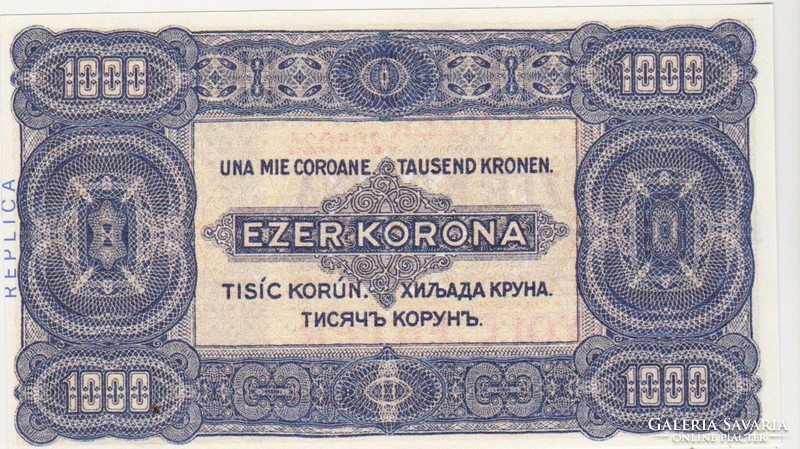 1000 1000
UNA MIE COROANE TAUSEND KRONEN.
EZER KORONA
TISÍC KORÚN. ХИЉАДА КРУНА.
ТИСЯЧЪ КОРУНЪ.
1000 1000
REPLICA
GALERIA SAVARIA
ONLINE PIACTÉR